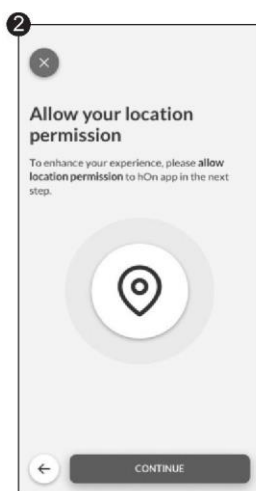 2
Allow your location
permission
To enhance your experience, please allow
location permission to hOn app in the next
step.
CONTINUE